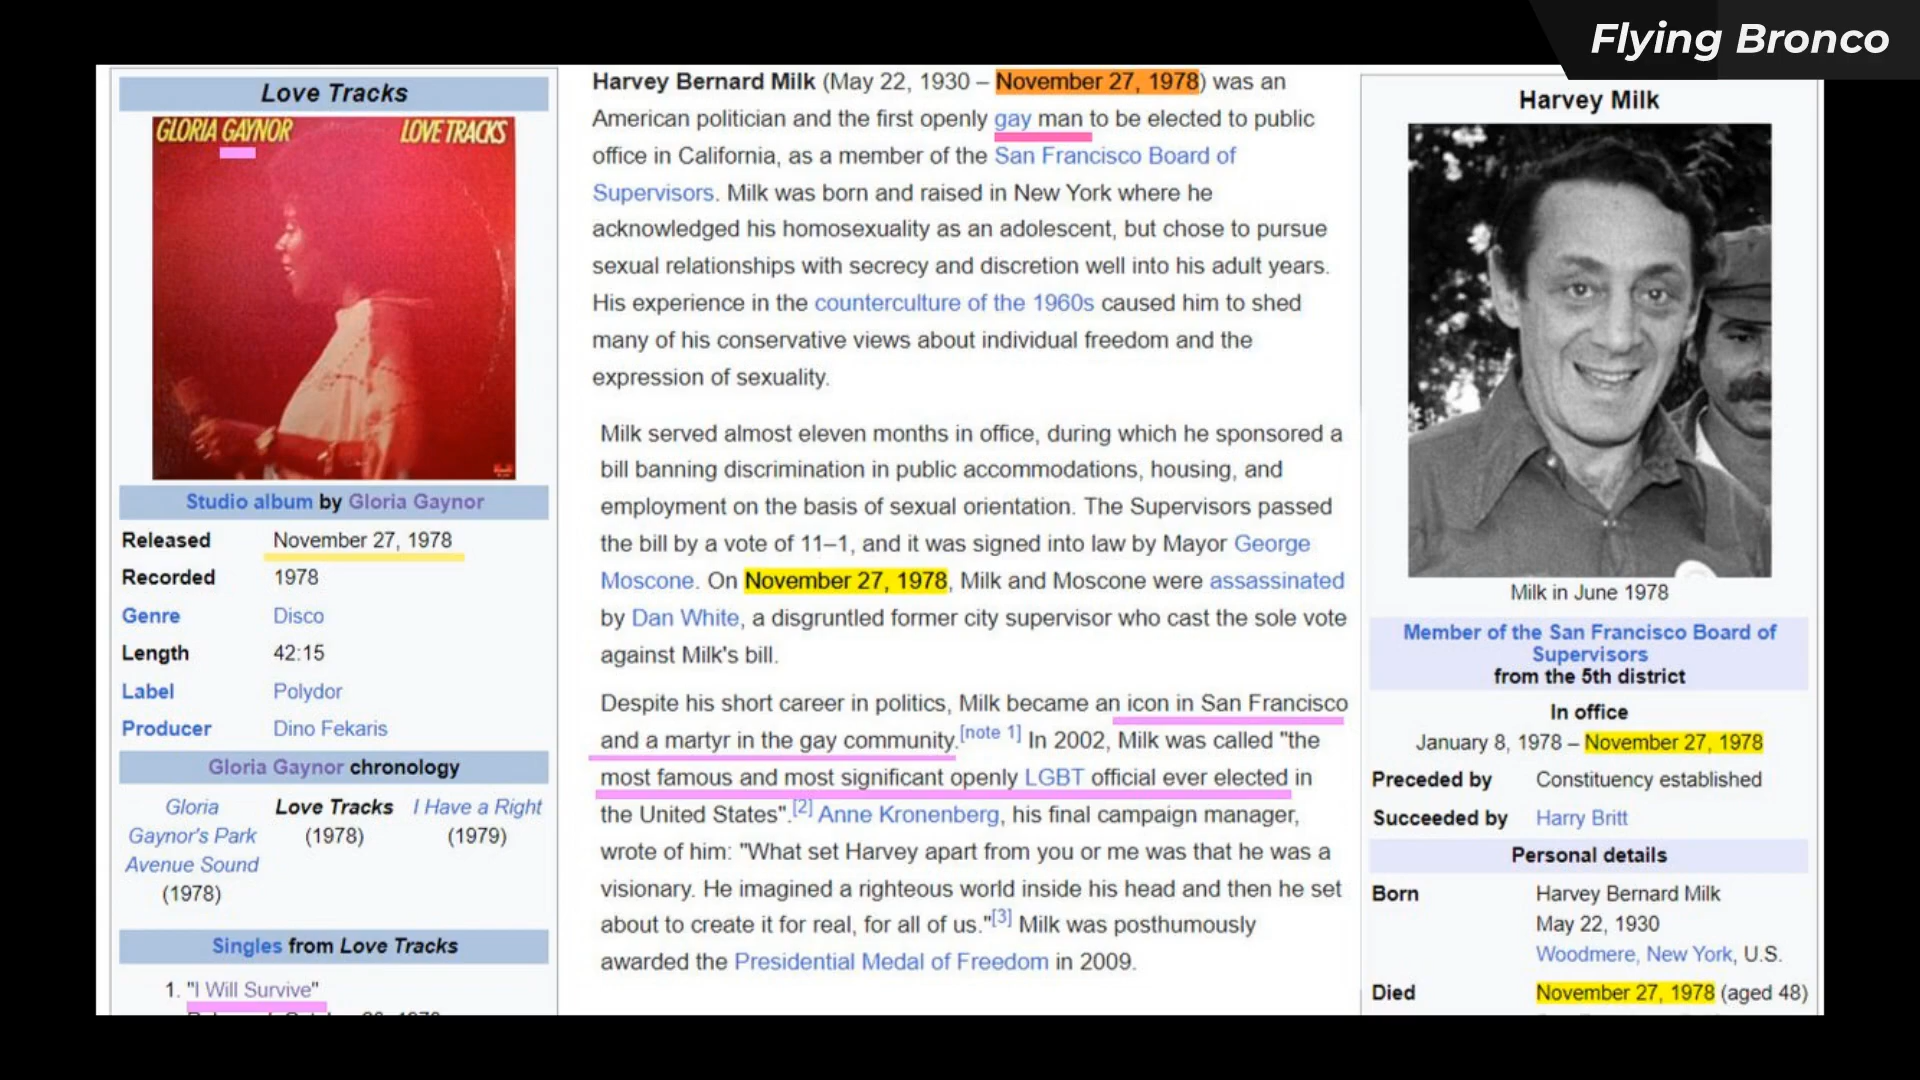 Flying Bronco
Love Tracks
GLORIA GAYNOR LOVE TRACKS
Studio album by Gloria Gaynor
Released November 27, 1978
Recorded 1978
Genre Disco
Length 42:15
Label Polydor
Producer Dino Fekaris
Gloria Gaynor chronology
Gloria Gaynor's Park Avenue Sound (1978)
Love Tracks (1978)
I Have a Right (1979)
Singles from Love Tracks
1. "I Will Survive"
Harvey Bernard Milk (May 22, 1930 – November 27, 1978) was an
American politician and the first openly gay man to be elected to public
office in California, as a member of the San Francisco Board of
Supervisors. Milk was born and raised in New York where he
acknowledged his homosexuality as an adolescent, but chose to pursue
sexual relationships with secrecy and discretion well into his adult years.
His experience in the counterculture of the 1960s caused him to shed
many of his conservative views about individual freedom and the
expression of sexuality.
Milk served almost eleven months in office, during which he sponsored a
bill banning discrimination in public accommodations, housing, and
employment on the basis of sexual orientation. The Supervisors passed
the bill by a vote of 11–1, and it was signed into law by Mayor George
Moscone. On November 27, 1978, Milk and Moscone were assassinated
by Dan White, a disgruntled former city supervisor who cast the sole vote
against Milk's bill.
Despite his short career in politics, Milk became an icon in San Francisco
and a martyr in the gay community.[note 1] In 2002, Milk was called "the
most famous and most significant openly LGBT official ever elected in
the United States".[2] Anne Kronenberg, his final campaign manager,
wrote of him: "What set Harvey apart from you or me was that he was a
visionary. He imagined a righteous world inside his head and then he set
about to create it for real, for all of us."[3] Milk was posthumously
awarded the Presidential Medal of Freedom in 2009.
Harvey Milk
Milk in June 1978
Member of the San Francisco Board of
Supervisors
from the 5th district
In office
January 8, 1978 – November 27, 1978
Preceded by Constituency established
Succeeded by Harry Britt
Personal details
Born Harvey Bernard Milk
May 22, 1930
Woodmere, New York, U.S.
Died November 27, 1978 (aged 48)